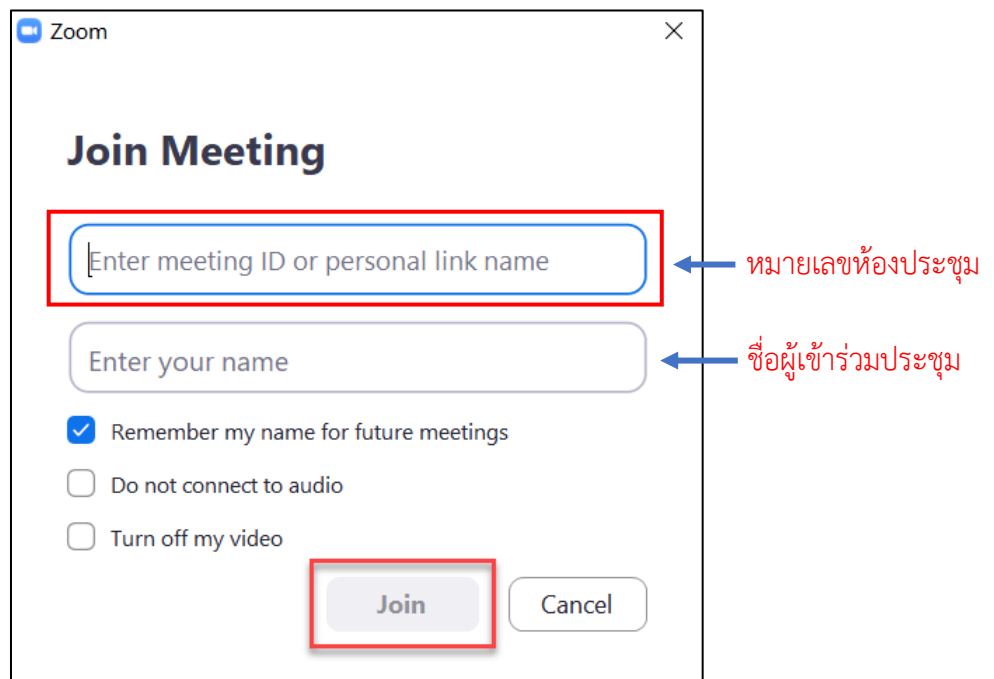 Zoom
Join Meeting
Enter meeting ID or personal link name
หมายเลขห้องประชุม
Enter your name
ชื่อผู้เข้าร่วมประชุม
Remember my name for future meetings
Do not connect to audio
Turn off my video
Join
Cancel